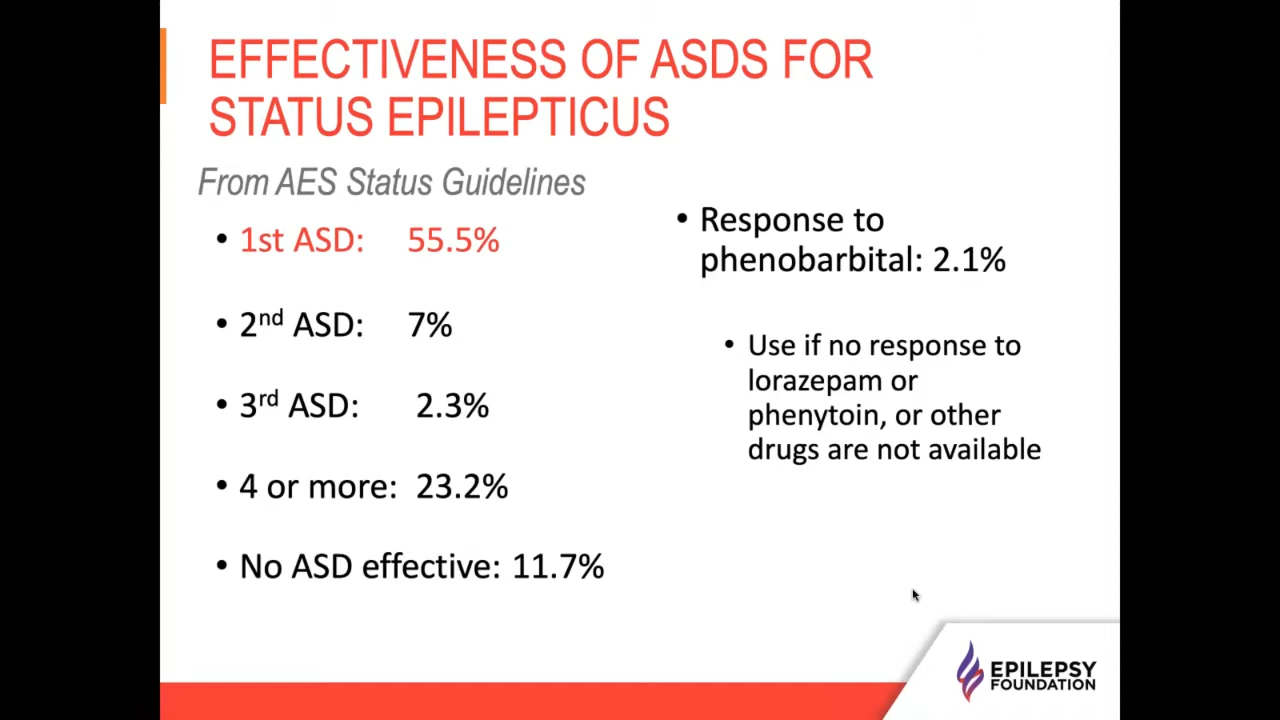 EFFECTIVENESS OF ASDS FOR
STATUS EPILEPTICUS
From AES Status Guidelines
• 1st ASD: 55.5%
• 2nd ASD: 7%
• 3rd ASD: 2.3%
• 4 or more: 23.2%
• No ASD effective: 11.7%
• Response to
phenobarbital: 2.1%
• Use if no response to
lorazepam or
phenytoin, or other
drugs are not available
EPILEPSY
FOUNDATION